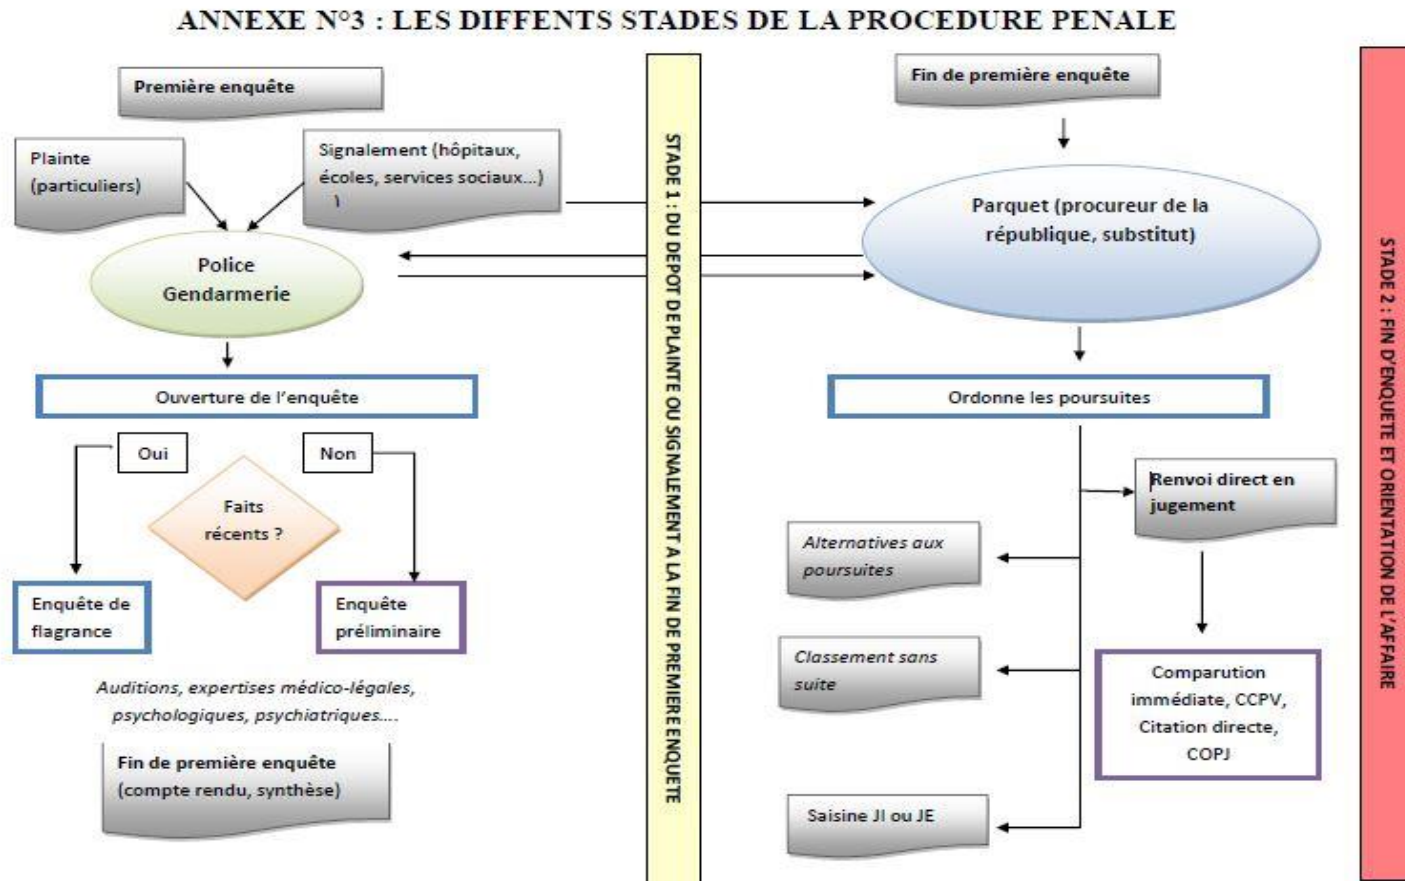 ANNEXE N°3 : LES DIFFENTS STADES DE LA PROCEDURE PENALE
Première enquête
Plainte
(particuliers)
Signalement (hôpitaux,
écoles, services sociaux...)
)
Police
Gendarmerie
Ouverture de l'enquête
Oui
Non
Faits
récents ?
Enquête de
flagrance
Enquête
préliminaire
Auditions, expertises médico-légales,
psychologiques, psychiatriques....
Fin de première enquête
(compte rendu, synthèse)
STADE 1 : DU DEPOT DE PLAINTE OU SIGNALEMENT A LA FIN DE PREMIERE ENQUETE
Fin de première enquête
Parquet (procureur de la
république, substitut)
Ordonne les poursuites
Renvoi direct en
jugement
Alternatives aux
poursuites
Classement sans
suite
Comparution
immédiate, CCPV,
Citation directe,
COPJ
Saisine JI ou JE
STADE 2 : FIN D'ENQUETE ET ORIENTATION DE L'AFFAIRE